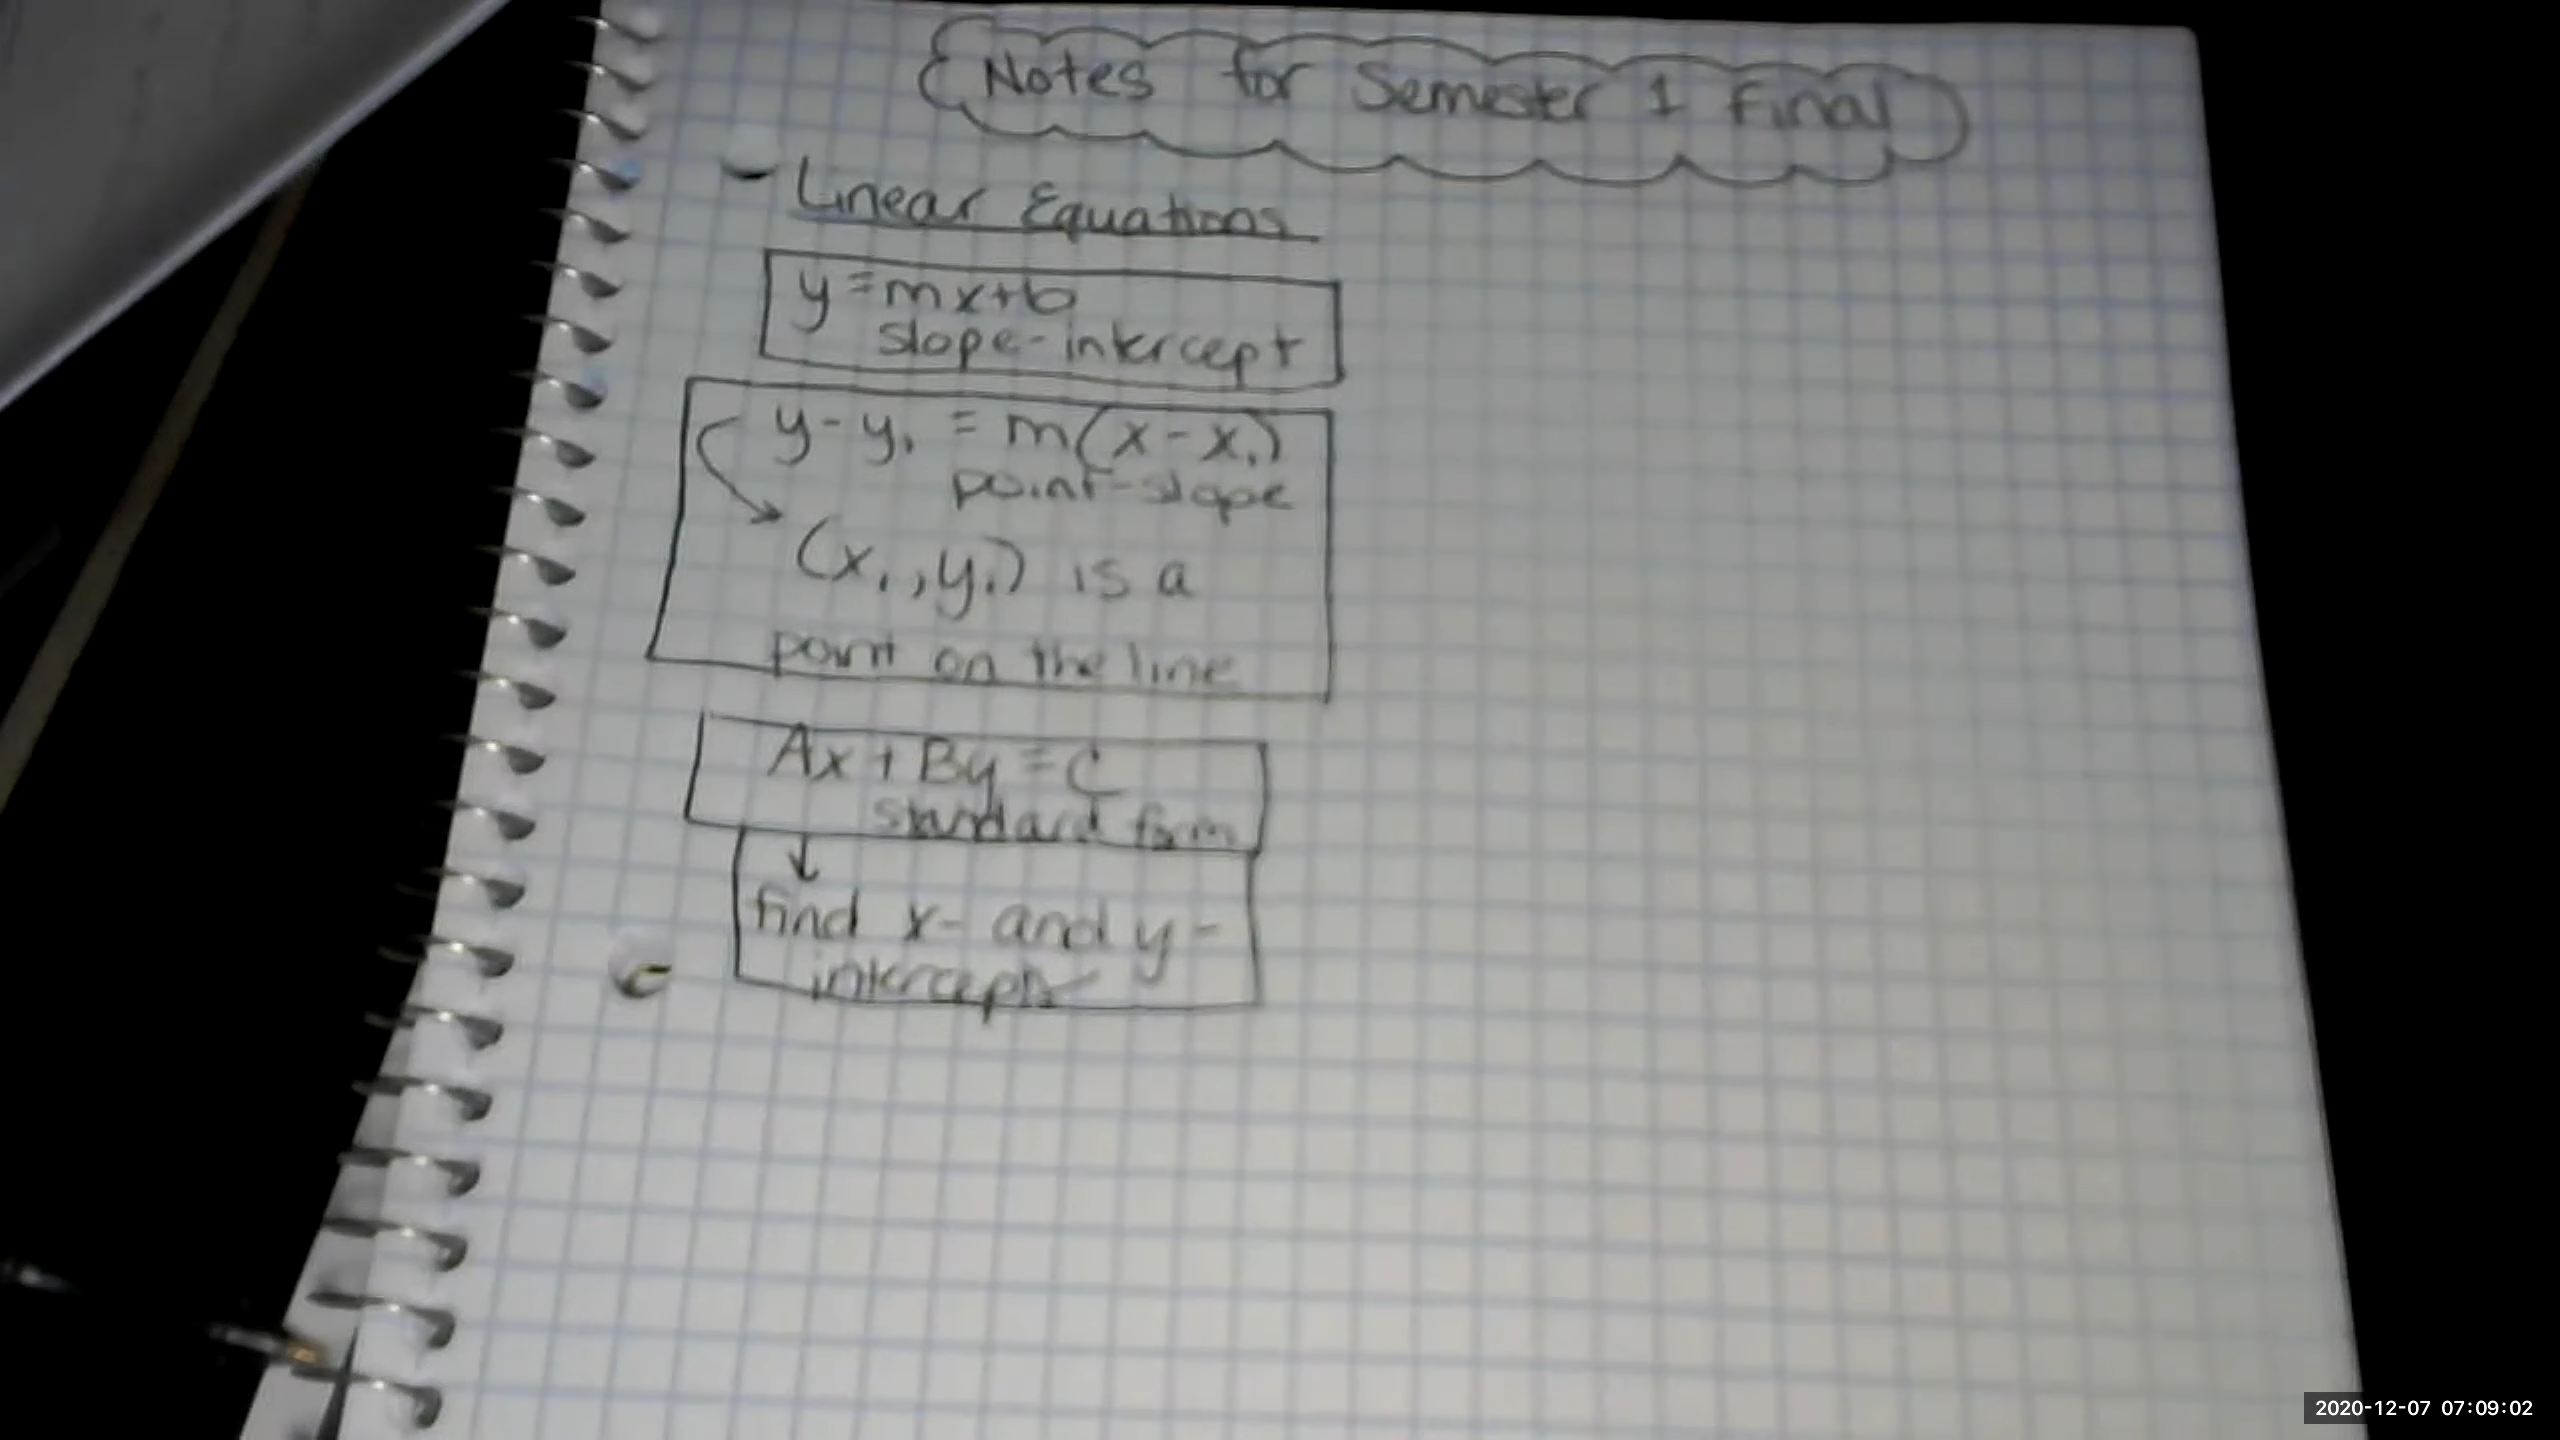 Notes for Semester 1 Final
- Linear Equations
y=mx+b
slope-intercept
y-y₁ = m(x-x₁)
point-slope
(x₁,y₁) is a
point on the line
Ax+By=C
standard form
find x- and y-
intercepts
2020-12-07 07:09:02